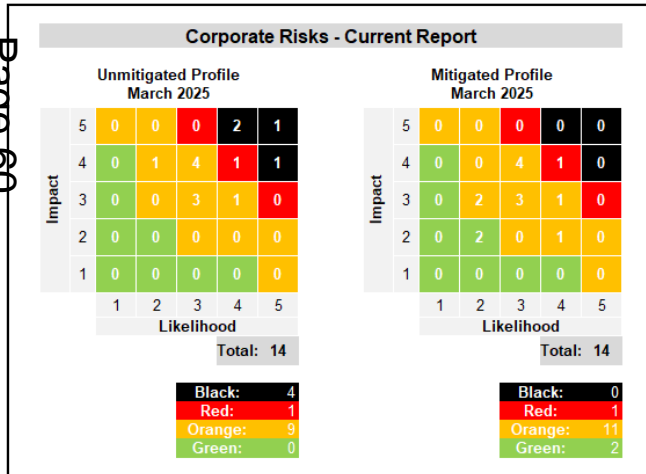 Corporate Risks - Current Report
Unmitigated Profile
March 2025
Impact
5 0 0 0 2 1
4 0 1 4 1 1
3 0 0 3 1 0
2 0 0 0 0 0
1 0 0 0 0 0
1 2 3 4 5
Likelihood
Total: 14
Black: 4
Red: 1
Orange: 9
Green: 0
Mitigated Profile
March 2025
Impact
5 0 0 0 0 0
4 0 0 4 1 0
3 0 2 3 1 0
2 0 2 0 1 0
1 0 0 0 0 0
1 2 3 4 5
Likelihood
Total: 14
Black: 0
Red: 1
Orange: 11
Green: 2